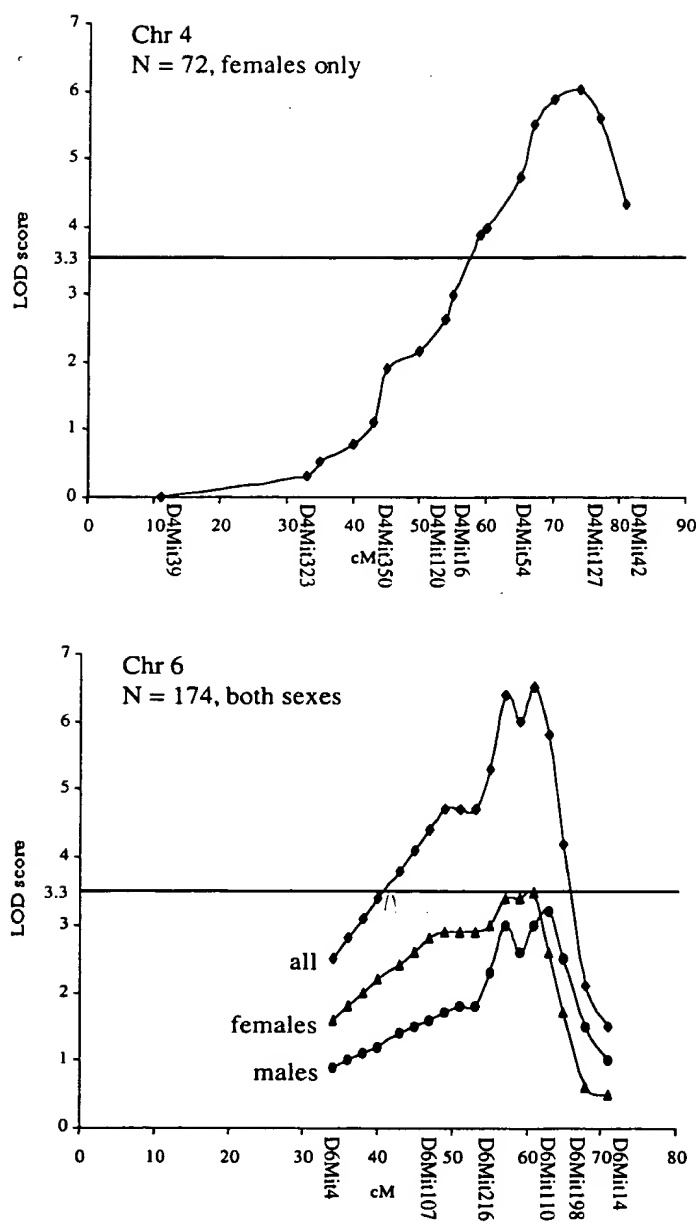 Chr 4
N = 72, females only
LOD score
7
6
5
4
3.3
3
2
1
0
0 10 20 30 40 50 60 70 80 90
cM
D4Mit39
D4Mit323
D4Mit350
D4Mit120
D4Mit16
D4Mit54
D4Mit127
D4Mit42
Chr 6
N = 174, both sexes
LOD score
7
6
5
4
3.3
3
2
1
0
all
females
males
0 10 20 30 40 50 60 70 80
cM
D6Mit4
D6Mit107
D6Mit216
D6Mit110
D6Mit198
D6Mit14